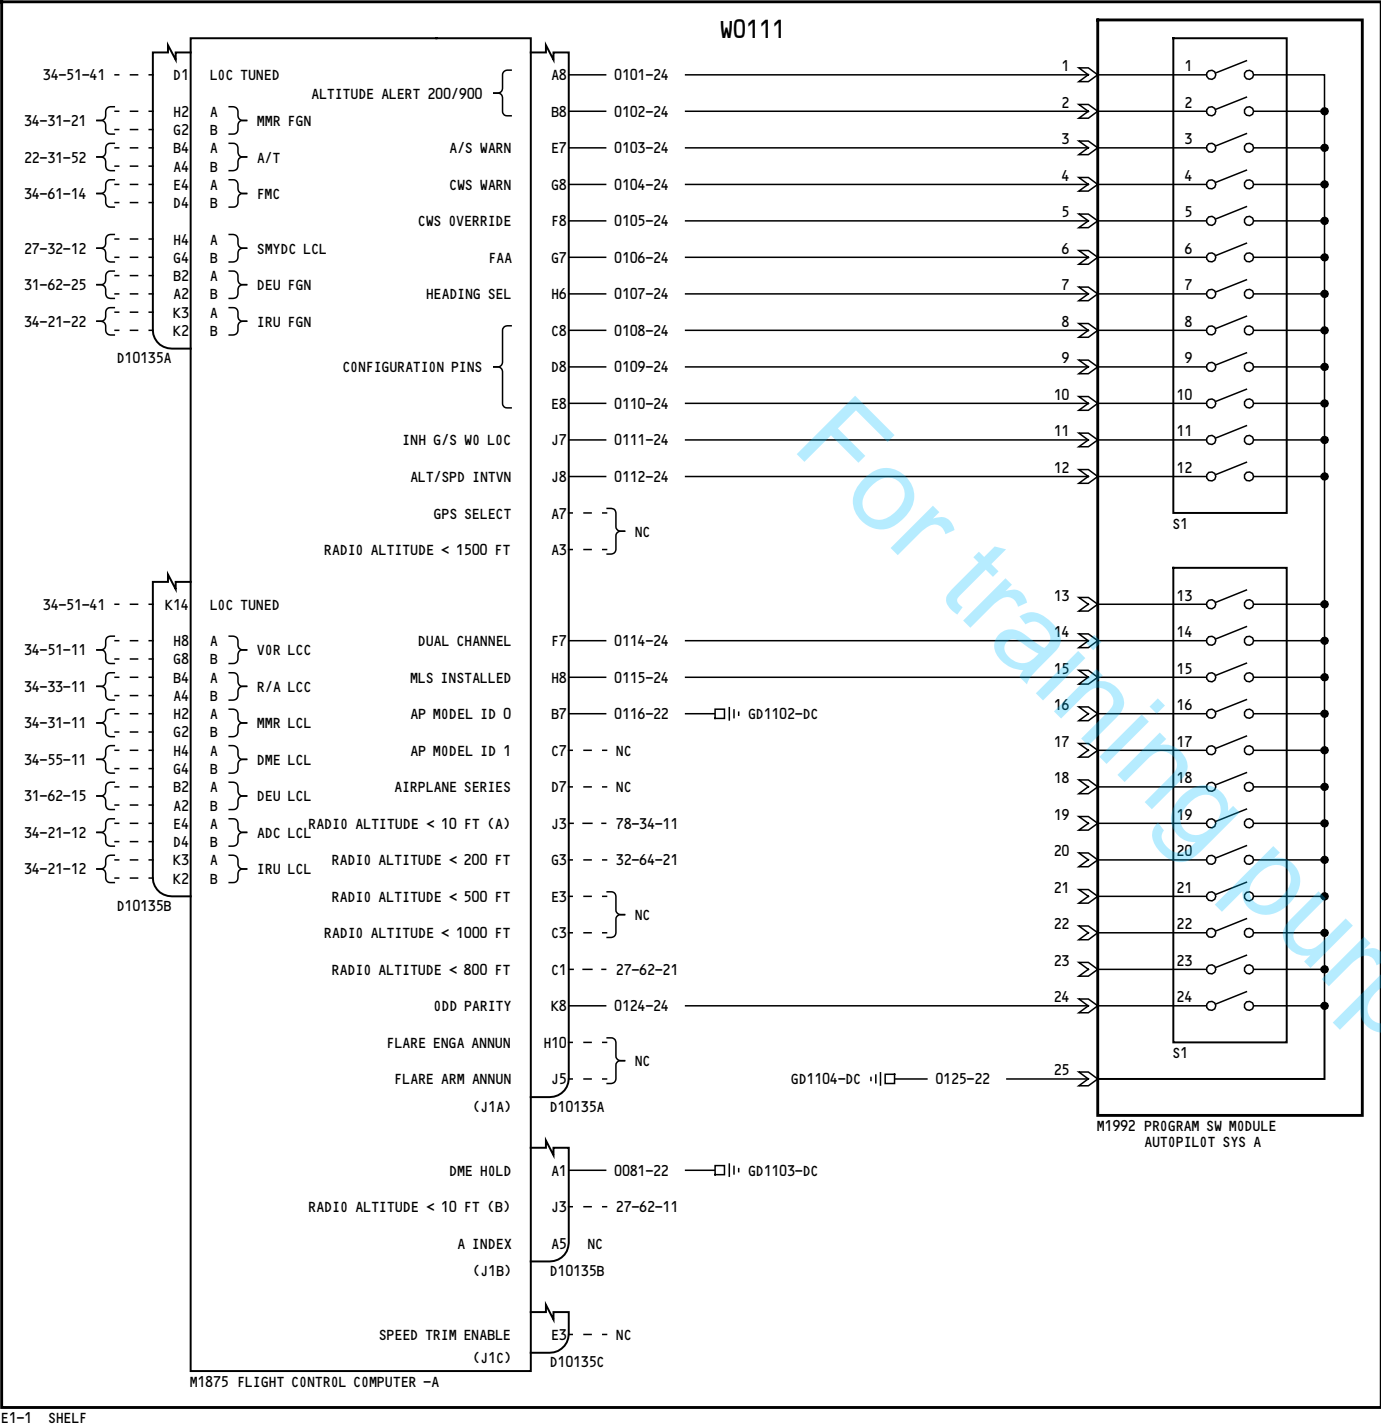 W0111
34-51-41 D1 LOC TUNED
34-31-21 H2 A G2 B MMR FGN
22-31-52 B4 A A4 B A/T
34-61-14 E4 A D4 B FMC
27-32-12 H4 A G4 B SMYDC LCL
31-62-25 B2 A A2 B DEU FGN
34-21-22 K3 A K2 B IRU FGN
D10135A
ALTITUDE ALERT 200/900
A8 0101-24 1 1
B8 0102-24 2 2
A/S WARN E7 0103-24 3 3
CWS WARN G8 0104-24 4 4
CWS OVERRIDE F8 0105-24 5 5
FAA G7 0106-24 6 6
HEADING SEL H6 0107-24 7 7
CONFIGURATION PINS
C8 0108-24 8 8
D8 0109-24 9 9
E8 0110-24 10 10
INH G/S WO LOC J7 0111-24 11 11
ALT/SPD INTVN J8 0112-24 12 12
S1
GPS SELECT A7
NC
RADIO ALTITUDE < 1500 FT A3
34-51-41 K14 LOC TUNED
34-51-11 H8 A G8 B VOR LCC
34-33-11 B4 A A4 B R/A LCC
34-31-11 H2 A G2 B MMR LCL
34-55-11 H4 A G4 B DME LCL
31-62-15 B2 A A2 B DEU LCL
34-21-12 E4 A D4 B ADC LCL
34-21-12 K3 A K2 B IRU LCL
D10135B
13 13
DUAL CHANNEL F7 0114-24 14 14
MLS INSTALLED H8 0115-24 15 15
AP MODEL ID 0 B7 0116-22 GD1102-DC 16 16
AP MODEL ID 1 C7 NC 17 17
AIRPLANE SERIES D7 NC 18 18
RADIO ALTITUDE < 10 FT (A) J3 78-34-11 19 19
RADIO ALTITUDE < 200 FT G3 32-64-21 20 20
RADIO ALTITUDE < 500 FT E3 21 21
NC
RADIO ALTITUDE < 1000 FT C3 22 22
RADIO ALTITUDE < 800 FT C1 27-62-21 23 23
ODD PARITY K8 0124-24 24 24
S1
FLARE ENGA ANNUN H10
NC
FLARE ARM ANNUN J5
GD1104-DC 0125-22 25
(J1A) D10135A
M1992 PROGRAM SW MODULE
AUTOPILOT SYS A
DME HOLD A1 0081-22 GD1103-DC
RADIO ALTITUDE < 10 FT (B) J3 27-62-11
A INDEX A5 NC
(J1B) D10135B
SPEED TRIM ENABLE E3 NC
(J1C) D10135C
M1875 FLIGHT CONTROL COMPUTER -A
E1-1 SHELF
For training purp